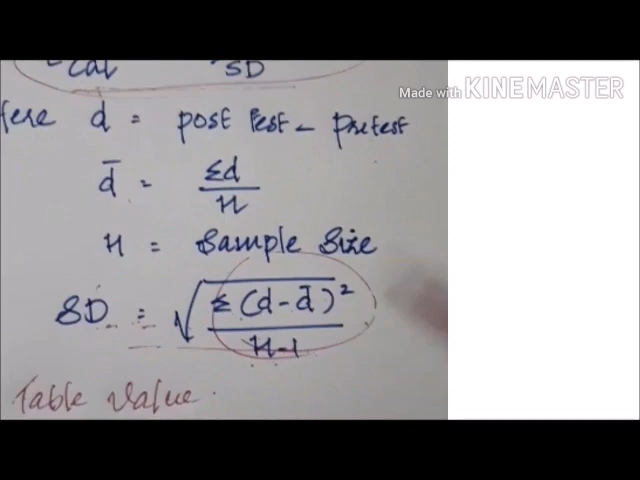 Cal SD
Made with KINEMASTER
here d = post test - pretest
d̄ = Σd / n
n = Sample Size
SD = √ Σ(d - d̄)² / n-1
Table Value